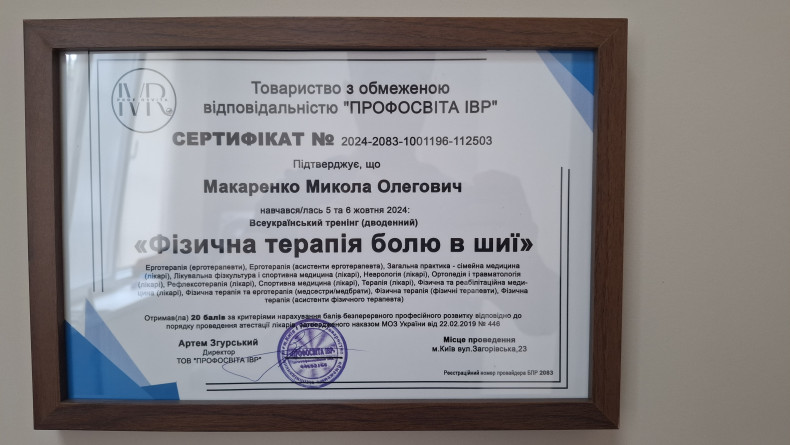 IVR
Товариство з обмеженою
відповідальністю "ПРОФОСВІТА ІВР"
СЕРТИФІКАТ № 2024-2083-1001196-112503
Підтверджує, що
Макаренко Микола Олегович
навчався/лась 5 та 6 жовтня 2024:
Всеукраїнський тренінг (дводенний)
«Фізична терапія болю в шиї»
Ерготерапія (ерготерапевти), Ерготерапія (асистенти ерготерапевта), Загальна практика - сімейна медицина
(лікарі), Лікувальна фізкультура і спортивна медицина (лікарі), Неврологія (лікарі), Ортопедія і травматологія
(лікарі), Рефлексотерапія (лікарі), Спортивна медицина (лікарі), Терапія (лікарі), Фізична та реабілітаційна меди-
цина (лікарі), Фізична терапія та ерготерапія (медсестри/медбрати), Фізична терапія (фізичні терапевти), Фізична
терапія (асистенти фізичного терапевта)
Отримав(ла) 20 балів за критеріями нарахування балів безперервного професійного розвитку відповідно до
порядку проведення атестації лікарів, затвердженого наказом МОЗ України від 22.02.2019 № 446
Артем Згурський
Директор
ТОВ "ПРОФОСВІТА ІВР"
"ПРОФОСВІТА ІВР"
Місце проведення
м.Київ вул.Загорівська,23
Реєстраційний номер провайдера БПР 2083